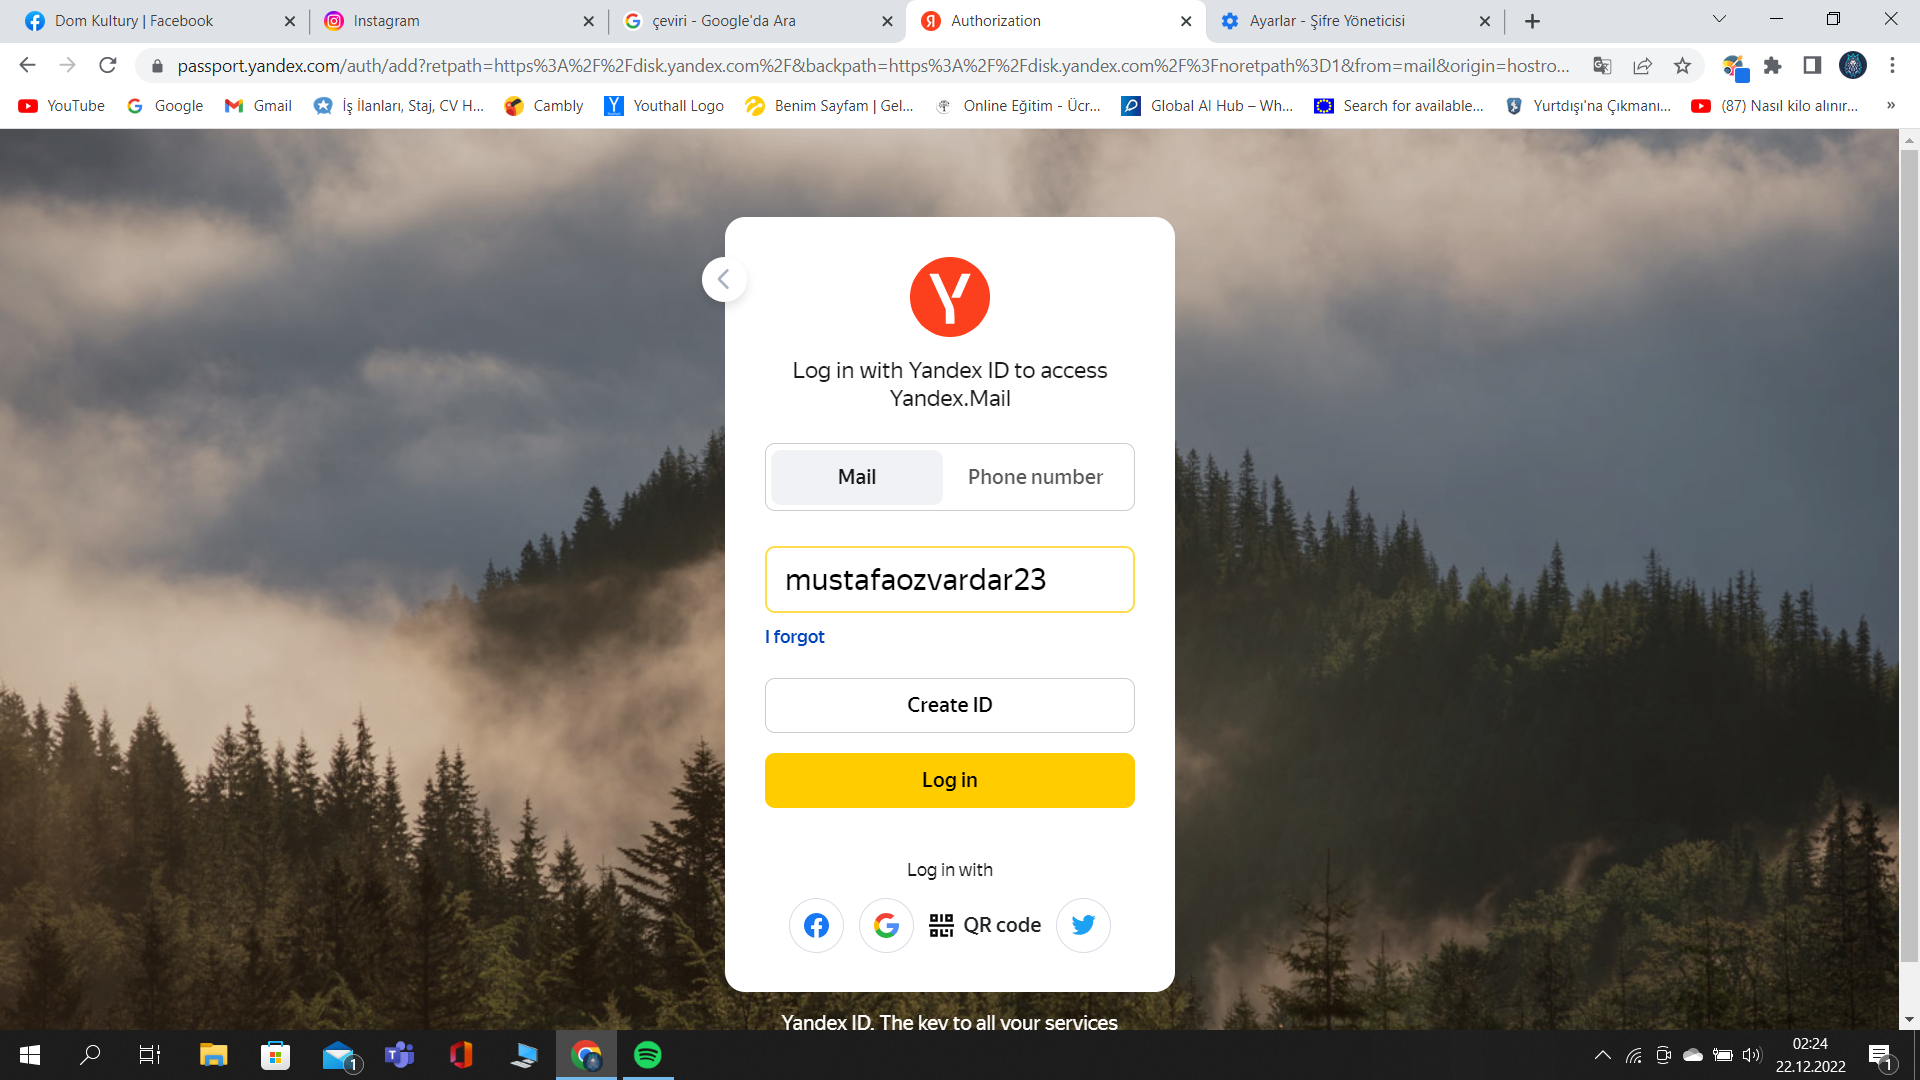 Dom Kultury | Facebook
Instagram
çeviri - Google'da Ara
Authorization
Ayarlar - Şifre Yöneticisi
passport.yandex.com/auth/add?retpath=https%3A%2F%2Fdisk.yandex.com%2F&backpath=https%3A%2F%2Fdisk.yandex.com%2F%3Fnoretpath%3D1&from=mail&origin=hostro...
YouTube
Google
Gmail
İş İlanları, Staj, CV H...
Cambly
Youthall Logo
Benim Sayfam | Gel...
Online Eğitim - Ücr...
Global AI Hub – Wh...
Search for available...
Yurtdışı'na Çıkmanı...
(87) Nasıl kilo alınır...
»
Log in with Yandex ID to access
Yandex.Mail
Mail
Phone number
mustafaozvardar23
I forgot
Create ID
Log in
Log in with
QR code
Yandex ID. The key to all your services
1
02:24
22.12.2022
1